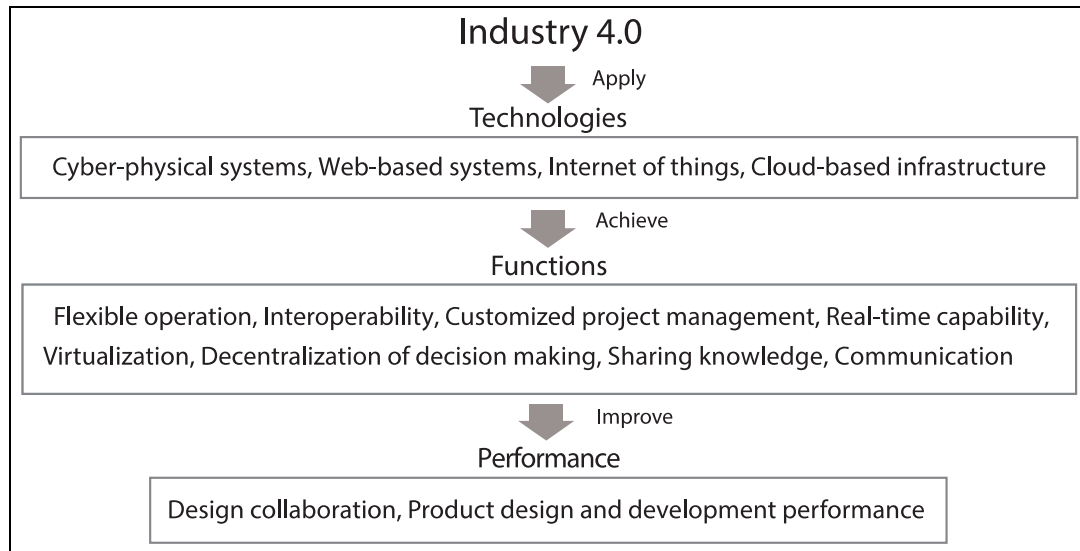 Industry 4.0
Apply
Technologies
Cyber-physical systems, Web-based systems, Internet of things, Cloud-based infrastructure
Achieve
Functions
Flexible operation, Interoperability, Customized project management, Real-time capability,
Virtualization, Decentralization of decision making, Sharing knowledge, Communication
Improve
Performance
Design collaboration, Product design and development performance